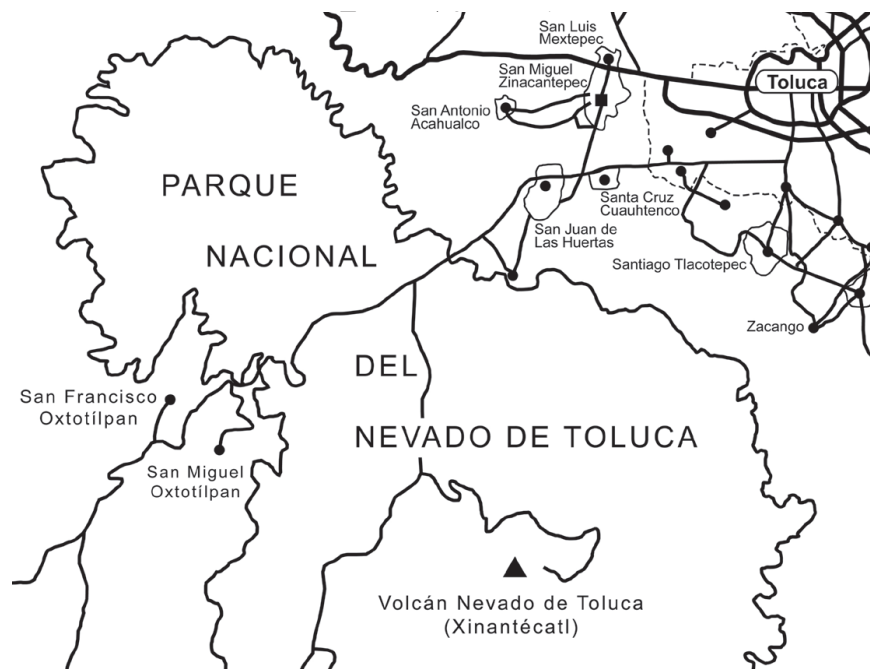 San Luis
Mextepec
San Miguel
Zinacantepec
Toluca
San Antonio
Acahualco
PARQUE
Santa Cruz
Cuauhtenco
San Juan de
Las Huertas
NACIONAL
Santiago Tlacotepec
Zacango
DEL
San Francisco
Oxtotílpan
NEVADO DE TOLUCA
San Miguel
Oxtotílpan
Volcán Nevado de Toluca
(Xinantécatl)